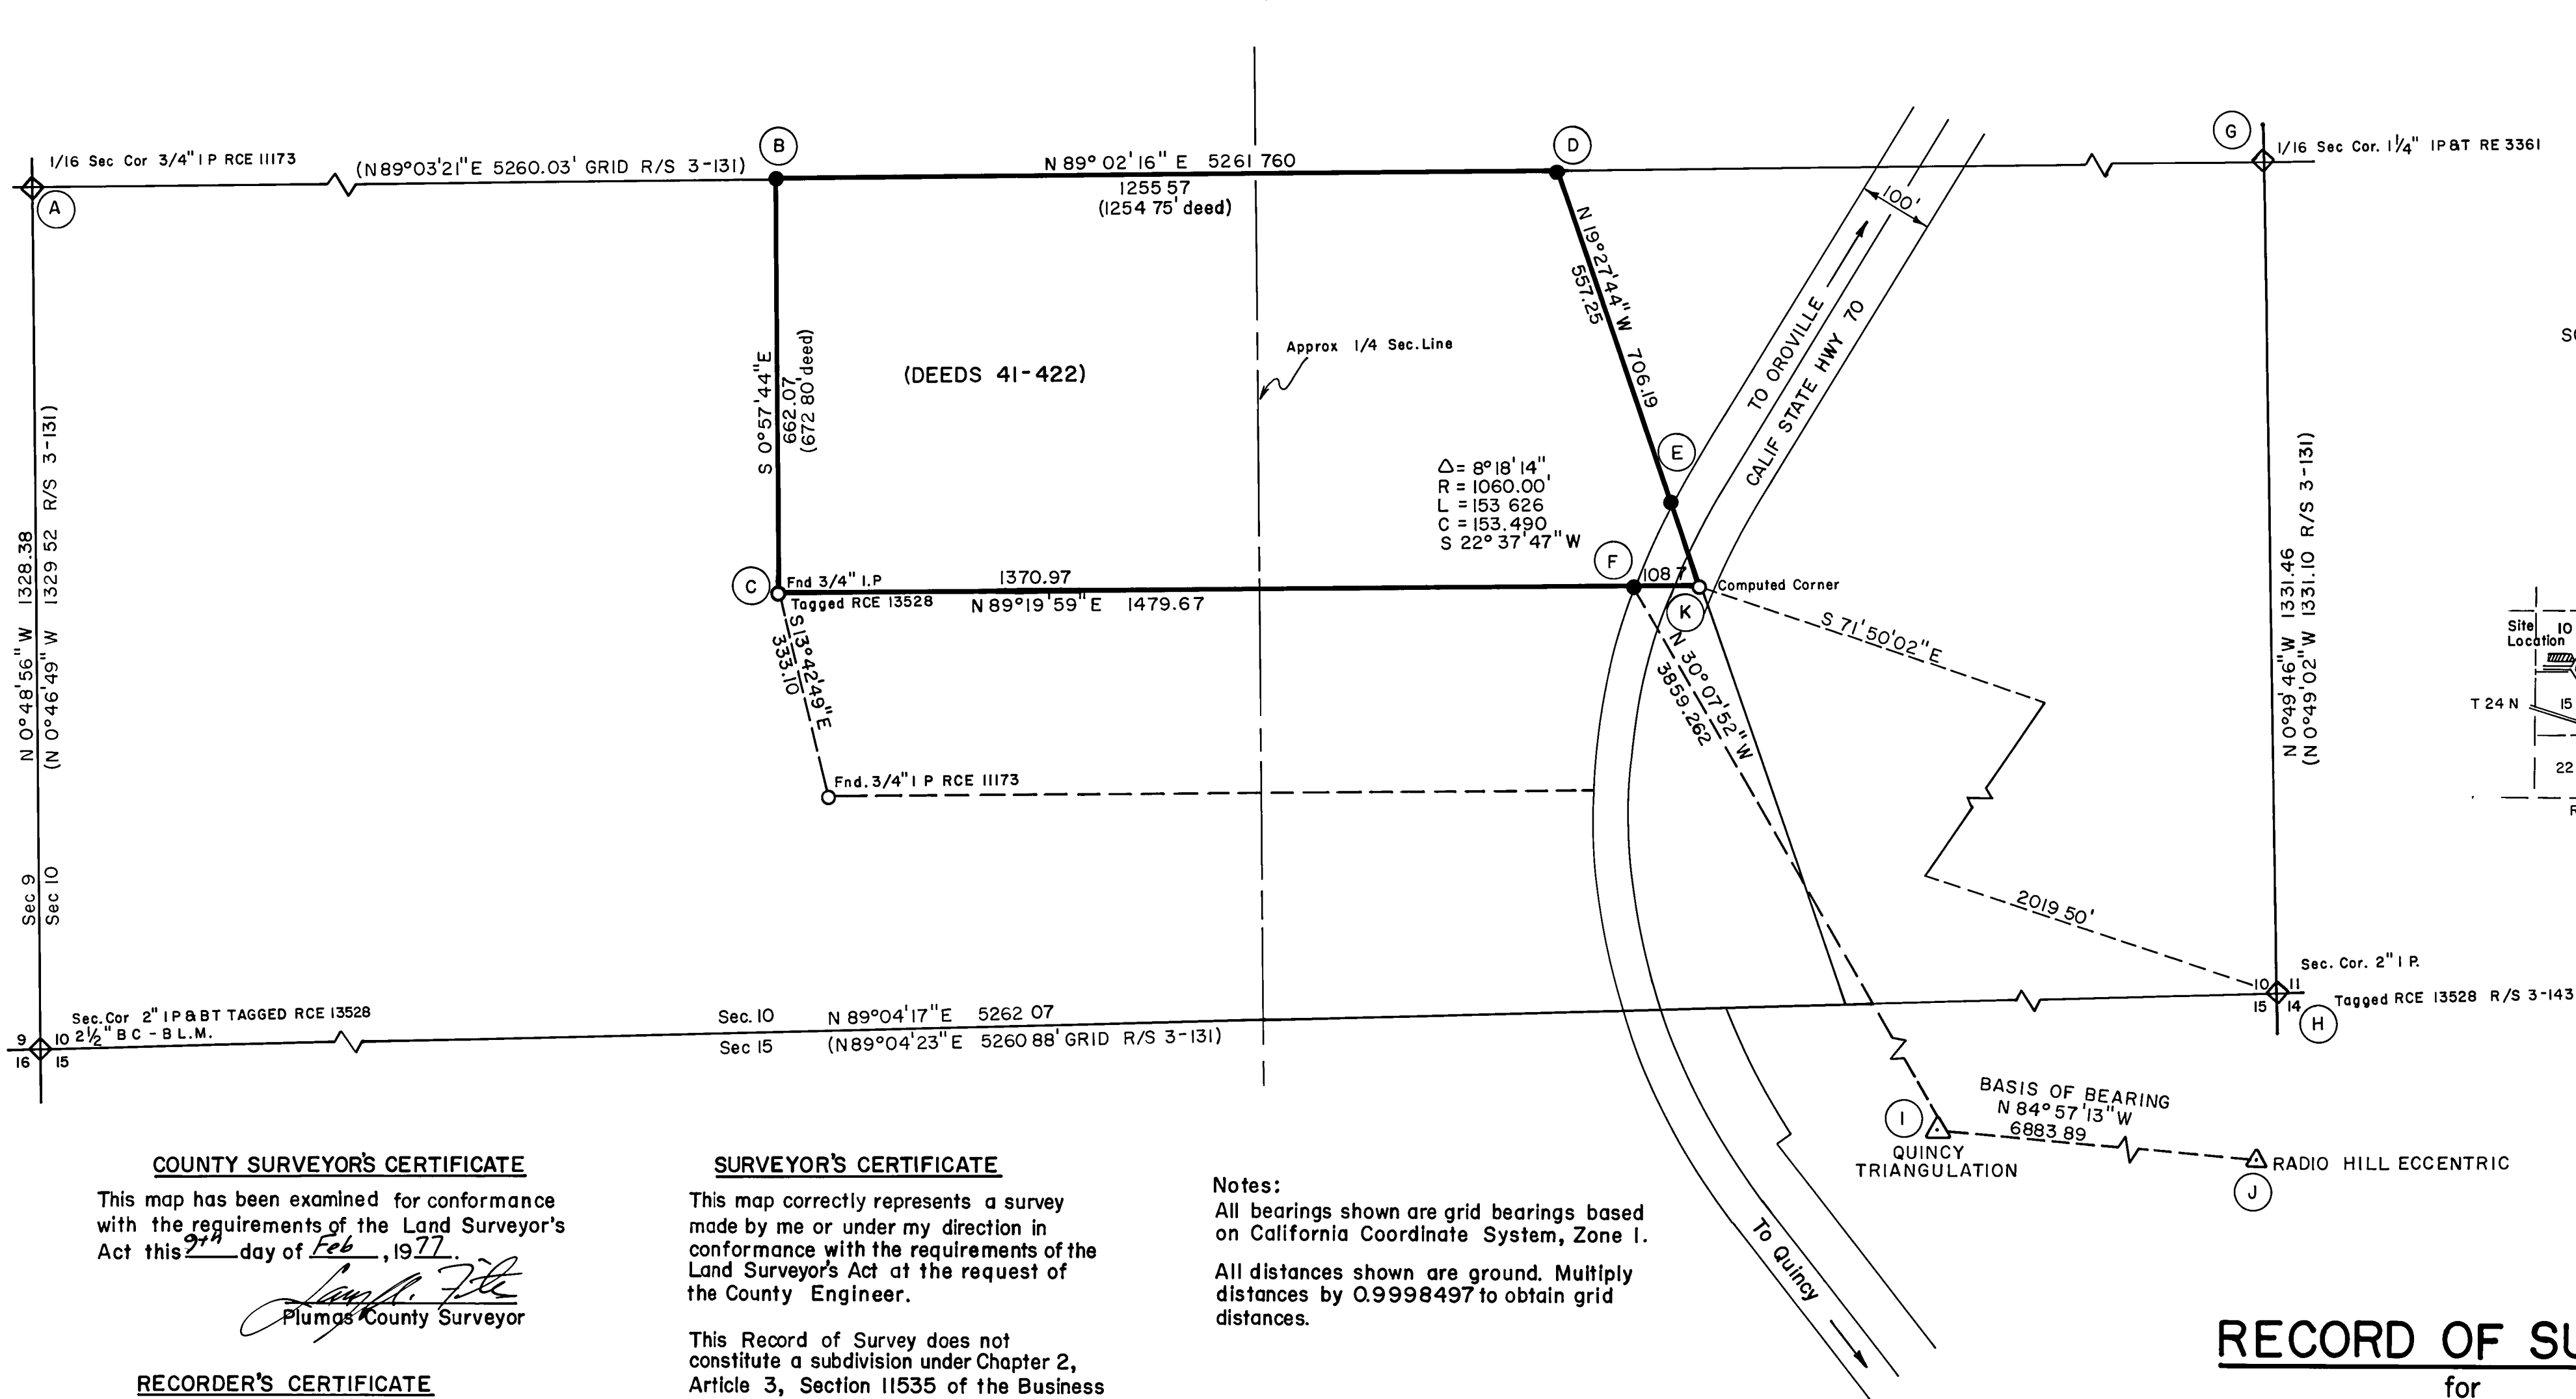 B
D
G
1/16 Sec Cor 3/4" I P RCE 11173
(N89°03'21"E 5260.03' GRID R/S 3-131)
N 89° 02'16" E 5261 760
1255 57
(1254 75' deed)
1/16 Sec Cor. 1 1/4" IP&T RE 3361
A
100'
N 19°27'44" W 706.19
557.25
TO OROVILLE
CALIF STATE HWY 70
S 0°57'44"E
662.07
(672 80' deed)
(DEEDS 41-422)
Approx 1/4 Sec.Line
E
Δ= 8°18'14"
R = 1060.00'
L = 153 626
C = 153.490
S 22° 37'47" W
F
N 0°48'56" W 1328.38
(N 0°46'49" W 1329 52 R/S 3-131)
N 0°49'46" W 1331.46
(N 0°49'02" W 1331.10 R/S 3-131)
C
Fnd 3/4" I.P
Tagged RCE 13528
1370.97
N 89°19'59"E 1479.67
108 7
Computed Corner
K
S 71°50'02"E
S 13°42'49"E
333.10
N 30°07'52" W
3859.262
Site
Location
10
T 24 N
15
22
R
Fnd. 3/4" I P RCE 11173
Sec 9
Sec 10
2019 50'
Sec. Cor. 2" I P.
10 11
15 14
Tagged RCE 13528 R/S 3-143
H
Sec.Cor 2" IP&BT TAGGED RCE 13528
2 1/2" BC - B L.M.
9 10
16 15
Sec. 10 N 89°04'17"E 5262 07
Sec 15 (N89°04'23"E 5260 88' GRID R/S 3-131)
I
QUINCY
TRIANGULATION
BASIS OF BEARING
N 84°57'13"W
6883 89
RADIO HILL ECCENTRIC
J
To Quincy
COUNTY SURVEYOR'S CERTIFICATE
This map has been examined for conformance
with the requirements of the Land Surveyor's
Act this 9th day of Feb, 1977.
Plumas County Surveyor
RECORDER'S CERTIFICATE
SURVEYOR'S CERTIFICATE
This map correctly represents a survey
made by me or under my direction in
conformance with the requirements of the
Land Surveyor's Act at the request of
the County Engineer.
This Record of Survey does not
constitute a subdivision under Chapter 2,
Article 3, Section 11535 of the Business
Notes:
All bearings shown are grid bearings based
on California Coordinate System, Zone 1.
All distances shown are ground. Multiply
distances by 0.9998497 to obtain grid
distances.
RECORD OF SU
for